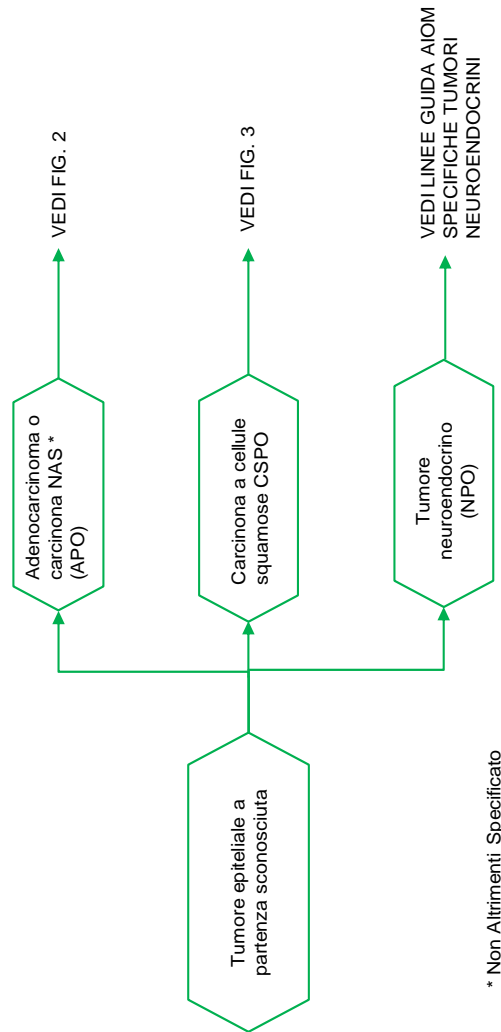 Tumore epiteliale a
partenza sconosciuta
Adenocarcinoma o
carcinona NAS *
(APO)
VEDI FIG. 2
Carcinona a cellule
squamose CSPO
VEDI FIG. 3
Tumore
neuroendocrino
(NPO)
VEDI LINEE GUIDA AIOM
SPECIFICHE TUMORI
NEUROENDOCRINI
* Non Altrimenti Specificato